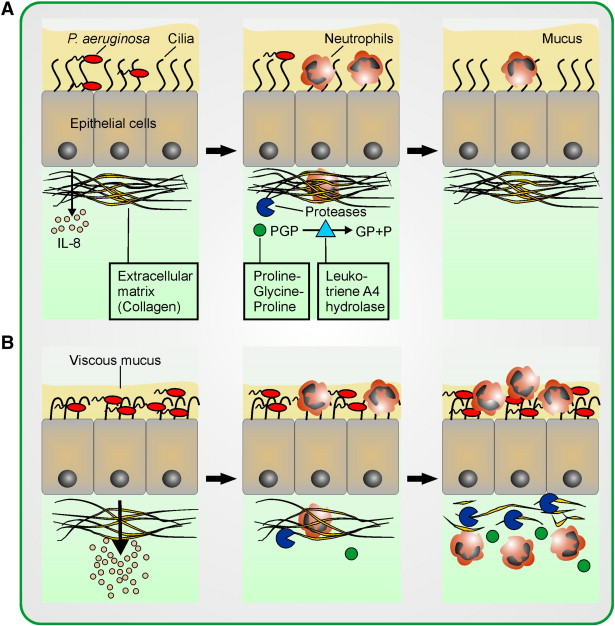 A
P. aeruginosa
Cilia
Neutrophils
Mucus
Epithelial cells
IL-8
Proteases
PGP
GP+P
Extracellular
matrix
(Collagen)
Proline-
Glycine-
Proline
Leuko-
triene A4
hydrolase
B
Viscous mucus